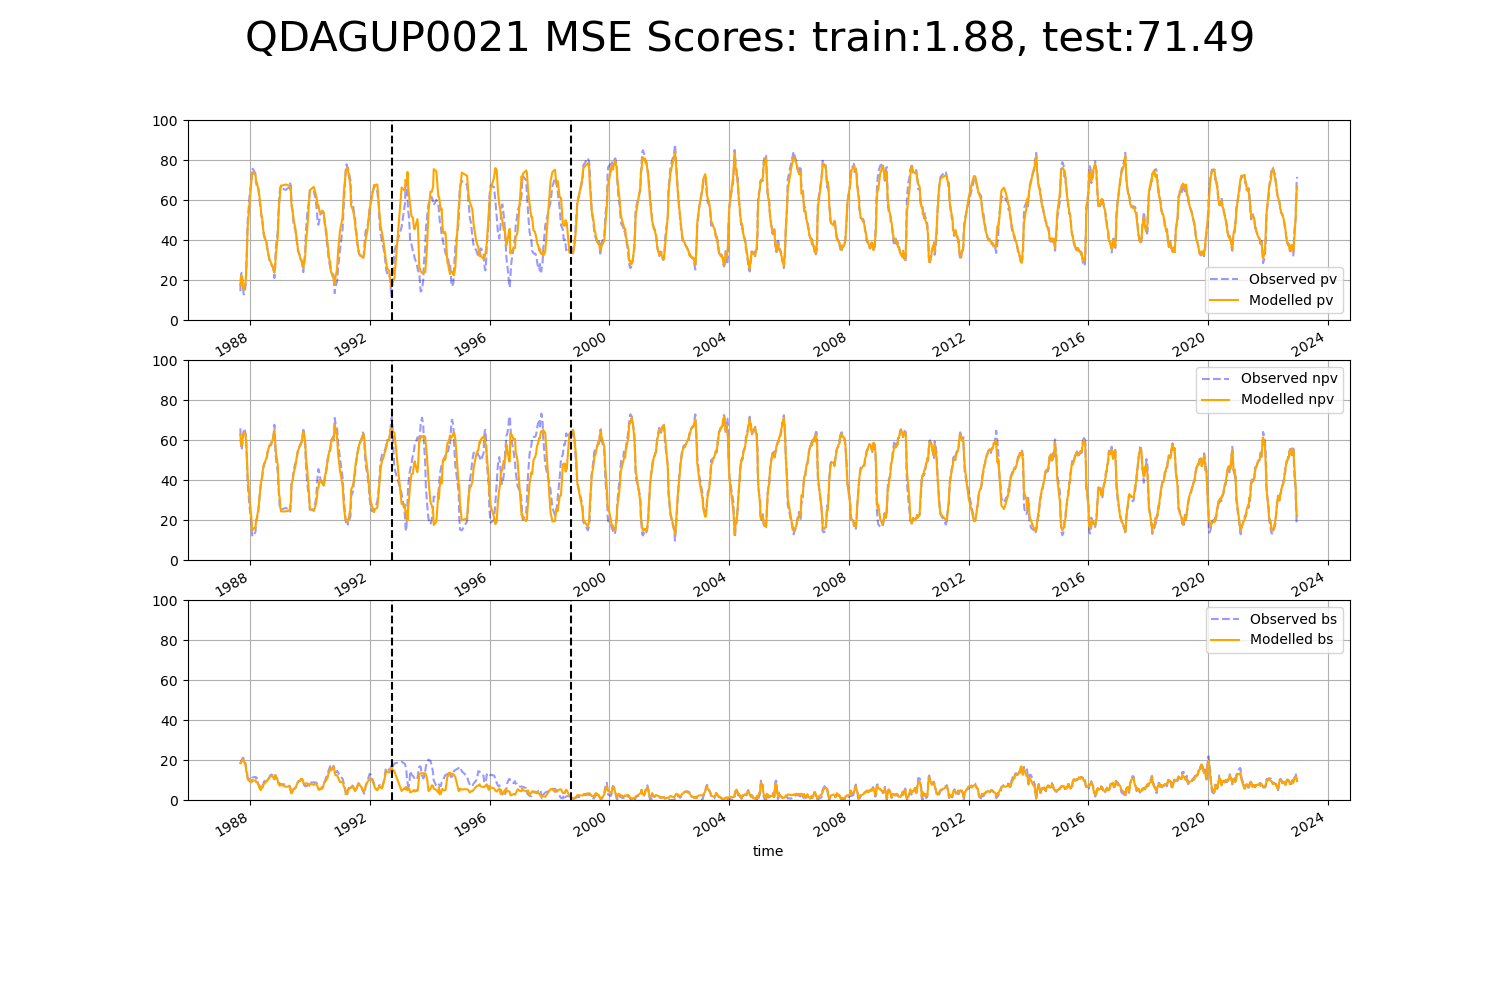 QDAGUP0021 MSE Scores: train:1.88, test:71.49
100
80
60
40
20
0
Observed pv
Modelled pv
1988 1992 1996 2000 2004 2008 2012 2016 2020 2024
100
80
60
40
20
0
Observed npv
Modelled npv
1988 1992 1996 2000 2004 2008 2012 2016 2020 2024
100
80
60
40
20
0
Observed bs
Modelled bs
1988 1992 1996 2000 2004 2008 2012 2016 2020 2024
time